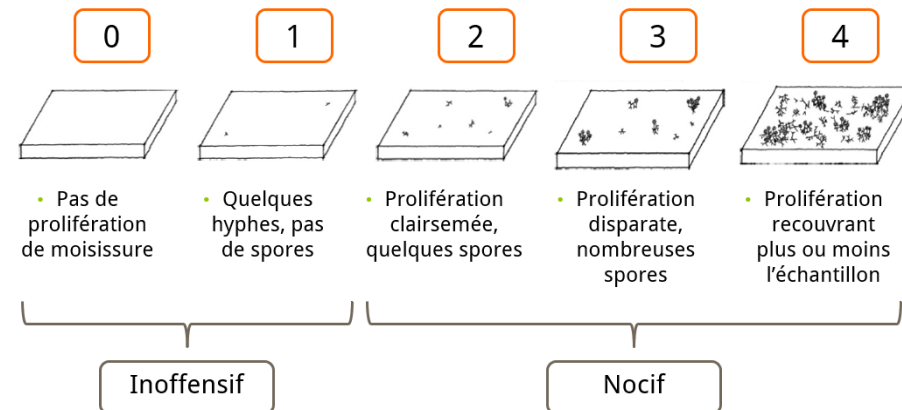 0
1
2
3
4
• Pas de
prolifération
de moisissure
• Quelques
hyphes, pas
de spores
• Prolifération
clairsemée,
quelques spores
• Prolifération
disparate,
nombreuses
spores
• Prolifération
recouvrant
plus ou moins
l’échantillon
Inoffensif
Nocif